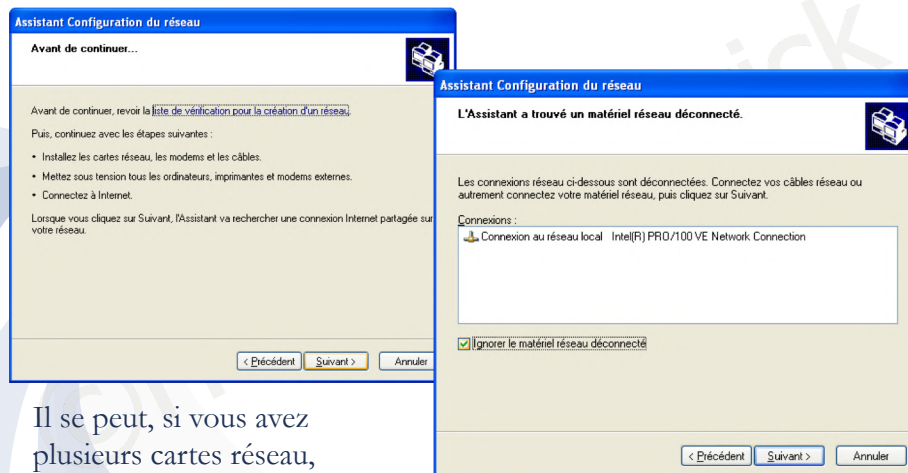 Assistant Configuration du réseau
Avant de continuer...
Avant de continuer, revoir la liste de vérification pour la création d'un réseau.
Puis, continuez avec les étapes suivantes :
• Installez les cartes réseau, les modems et les câbles.
• Mettez sous tension tous les ordinateurs, imprimantes et modems externes.
• Connectez à Internet.
Lorsque vous cliquez sur Suivant, l'Assistant va rechercher une connexion Internet partagée sur
votre réseau.
< Précédent Suivant > Annuler
Assistant Configuration du réseau
L'Assistant a trouvé un matériel réseau déconnecté.
Les connexions réseau ci-dessous sont déconnectées. Connectez vos câbles réseau ou
autrement connectez votre matériel réseau, puis cliquez sur Suivant.
Connexions :
Connexion au réseau local Intel(R) PRO/100 VE Network Connection
Ignorer le matériel réseau déconnecté
< Précédent Suivant > Annuler
Il se peut, si vous avez
plusieurs cartes réseau,